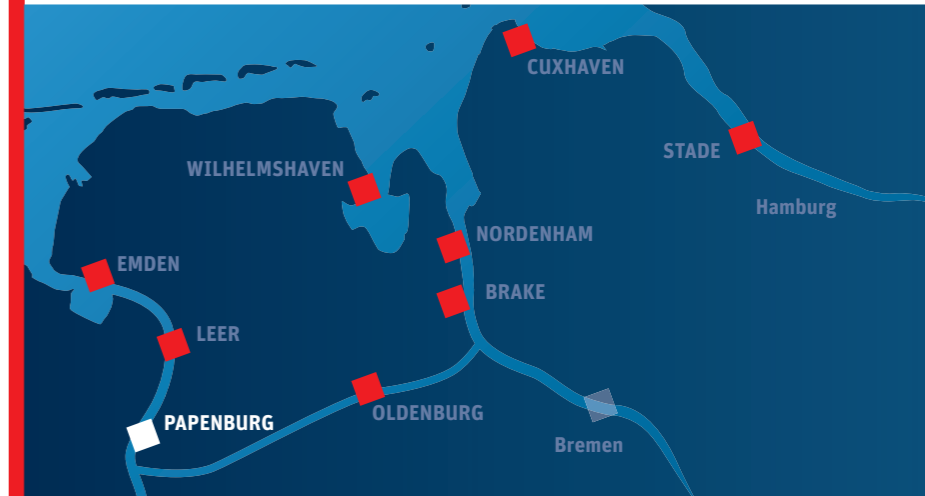 CUXHAVEN
STADE
WILHELMSHAVEN
Hamburg
NORDENHAM
EMDEN
BRAKE
LEER
OLDENBURG
PAPENBURG
Bremen